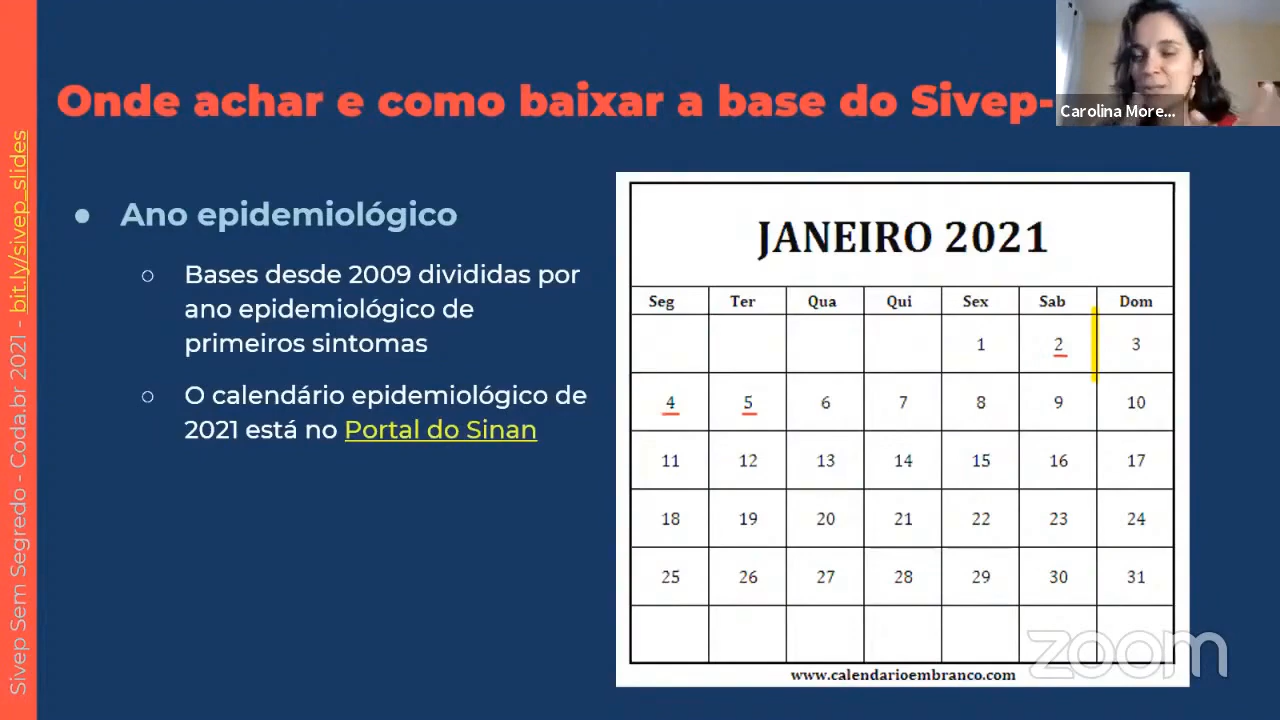 Onde achar e como baixar a base do Sivep-
Carolina More...
Sivep Sem Segredo - Coda.br 2021 - bit.ly/sivep_slides
● Ano epidemiológico
○ Bases desde 2009 divididas por
ano epidemiológico de
primeiros sintomas
○ O calendário epidemiológico de
2021 está no Portal do Sinan
JANEIRO 2021
Seg Ter Qua Qui Sex Sab Dom
1 2 3
4 5 6 7 8 9 10
11 12 13 14 15 16 17
18 19 20 21 22 23 24
25 26 27 28 29 30 31
www.calendarioembranco.com
zoom